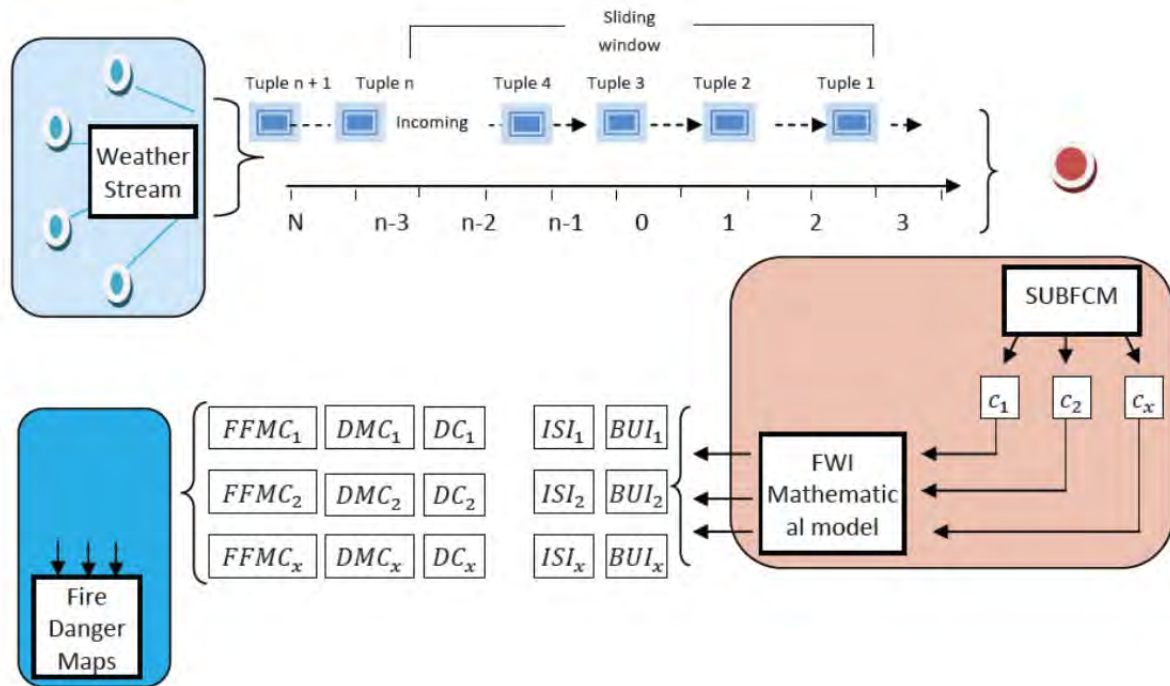 Sliding
window
Tuple n + 1 Tuple n Tuple 4 Tuple 3 Tuple 2 Tuple 1
Incoming
Weather
Stream
N n-3 n-2 n-1 0 1 2 3
SUBFCM
c₁ c₂ cₓ
FFMC₁ DMC₁ DC₁ ISI₁ BUI₁
FFMC₂ DMC₂ DC₂ ISI₂ BUI₂
FFMCₓ DMCₓ DCₓ ISIₓ BUIₓ
FWI
Mathematic
al model
Fire
Danger
Maps